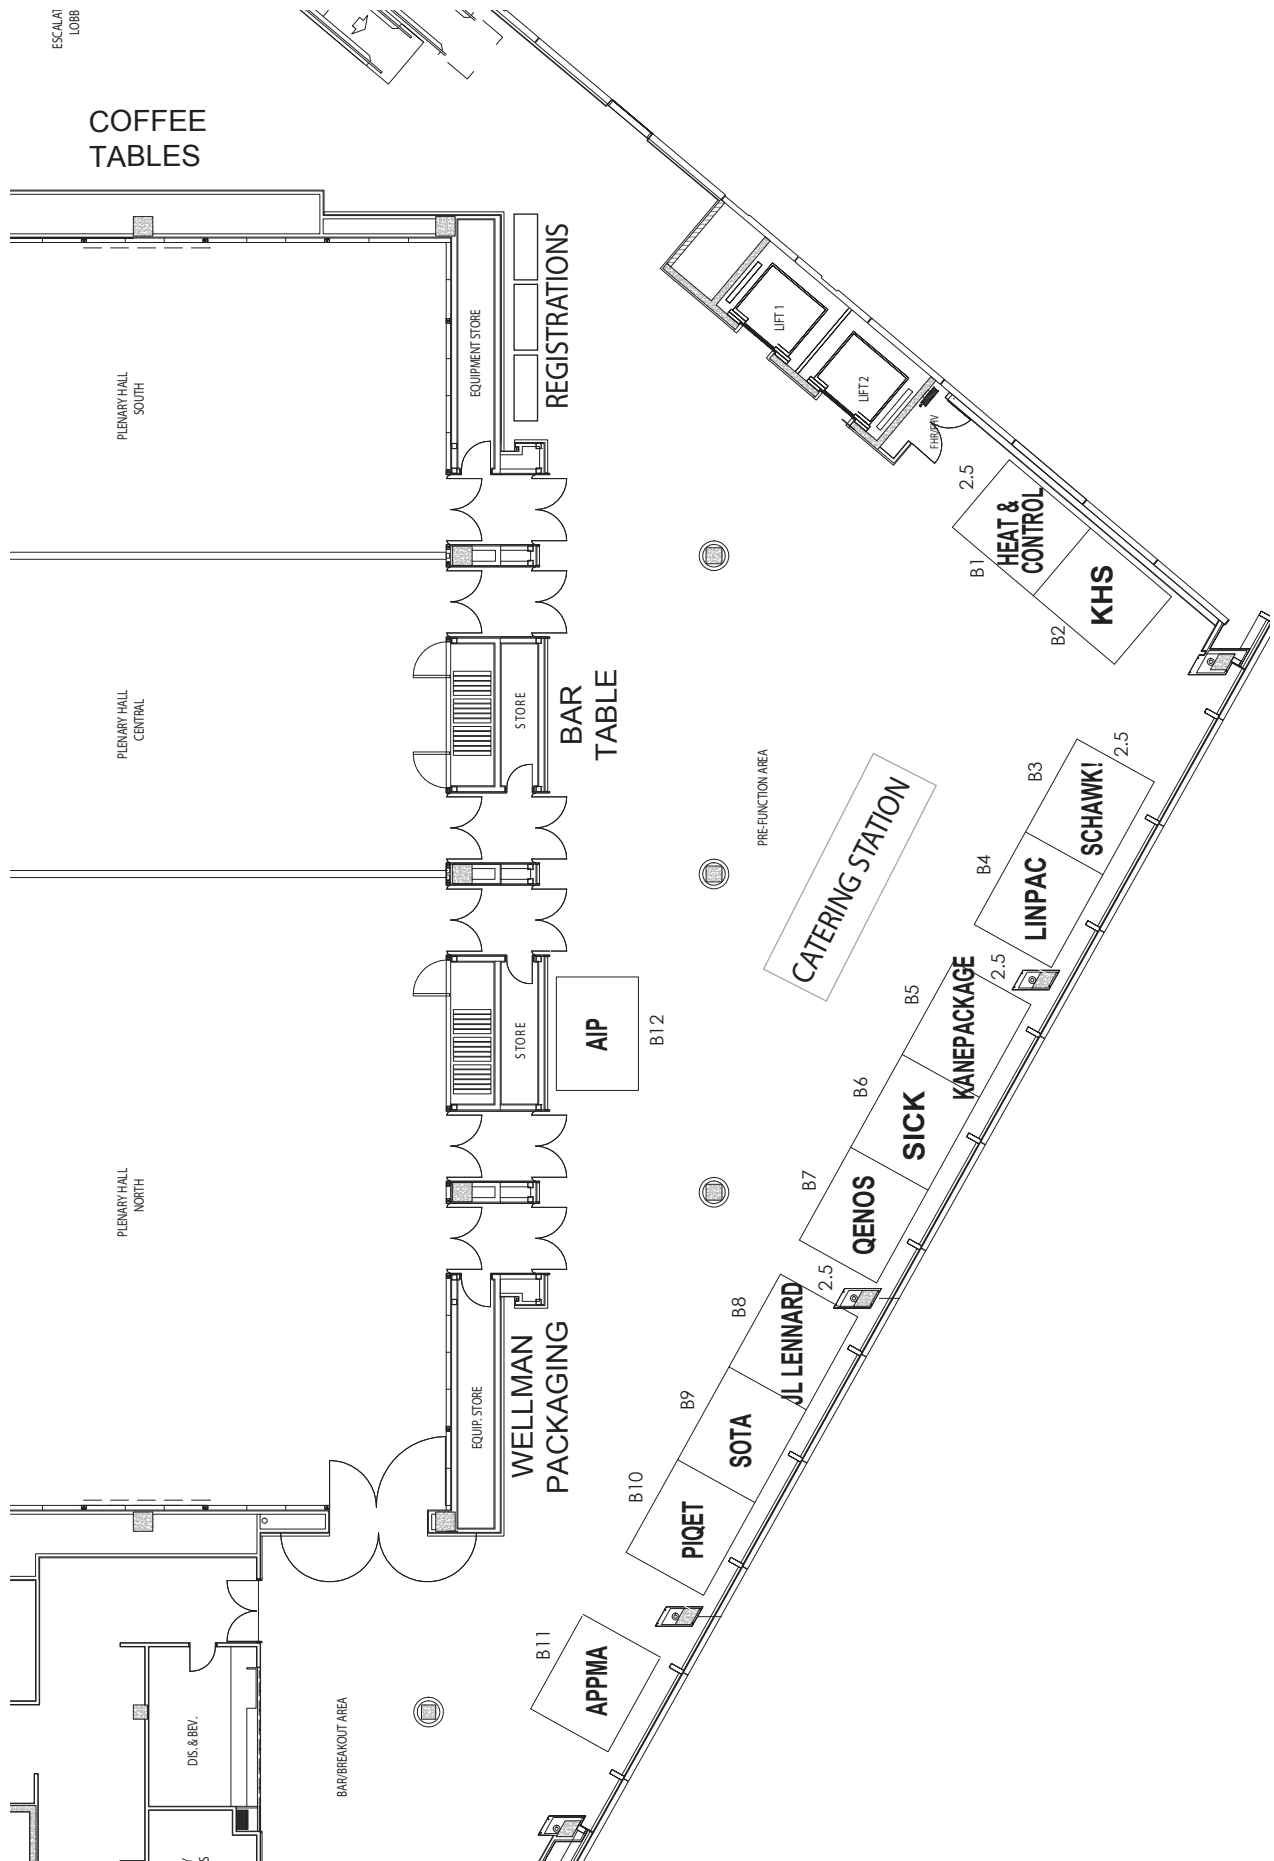 ESCALAT
LOBB
COFFEE
TABLES
REGISTRATIONS
EQUIPMENT STORE
PLENARY HALL
SOUTH
LIFT 1
LIFT 2
FHR/FHV
2.5
HEAT &
CONTROL
B1
KHS
B2
PLENARY HALL
CENTRAL
STORE
BAR
TABLE
PRE-FUNCTION AREA
CATERING STATION
B3
SCHAWK!
2.5
B4
LINPAC
B5
KANEPACKAGE
2.5
B6
SICK
B7
QENOS
STORE
AIP
B12
PLENARY HALL
NORTH
B8
JL LENNARD
2.5
B9
SOTA
B10
PIQET
EQUIP. STORE
WELLMAN
PACKAGING
B11
APPMA
DIS. & BEV.
BAR/BREAKOUT AREA